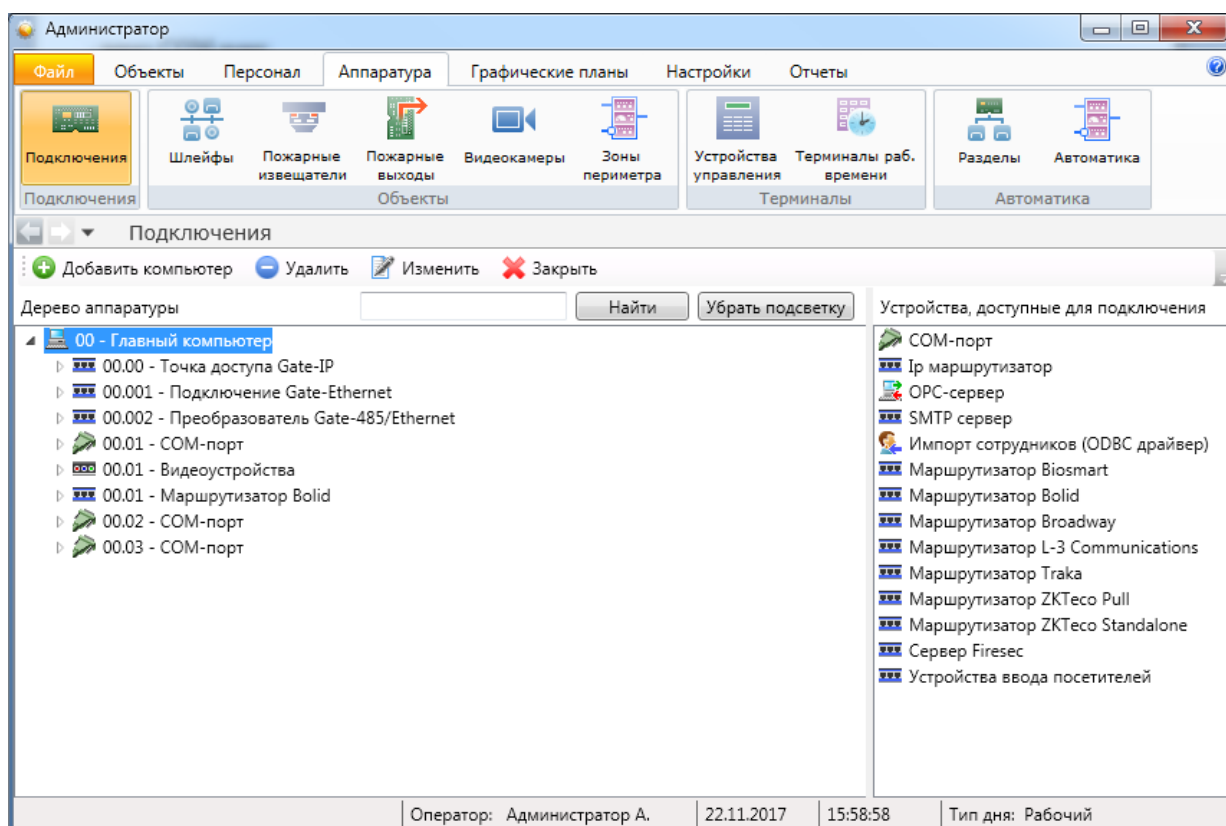 Администратор
Файл Объекты Персонал Аппаратура Графические планы Настройки Отчеты
Подключения Шлейфы Пожарные извещатели Пожарные выходы Видеокамеры Зоны периметра Устройства управления Терминалы раб. времени Разделы Автоматика
Подключения Объекты Терминалы Автоматика
Подключения
Добавить компьютер Удалить Изменить Закрыть
Дерево аппаратуры Найти Убрать подсветку
00 - Главный компьютер
00.00 - Точка доступа Gate-IP
00.001 - Подключение Gate-Ethernet
00.002 - Преобразователь Gate-485/Ethernet
00.01 - COM-порт
00.01 - Видеоустройства
00.01 - Маршрутизатор Bolid
00.02 - COM-порт
00.03 - COM-порт
Устройства, доступные для подключения
COM-порт
Ip маршрутизатор
OPC-сервер
SMTP сервер
Импорт сотрудников (ODBC драйвер)
Маршрутизатор Biosmart
Маршрутизатор Bolid
Маршрутизатор Broadway
Маршрутизатор L-3 Communications
Маршрутизатор Traka
Маршрутизатор ZKTeco Pull
Маршрутизатор ZKTeco Standalone
Сервер Firesec
Устройства ввода посетителей
Оператор: Администратор А. 22.11.2017 15:58:58 Тип дня: Рабочий